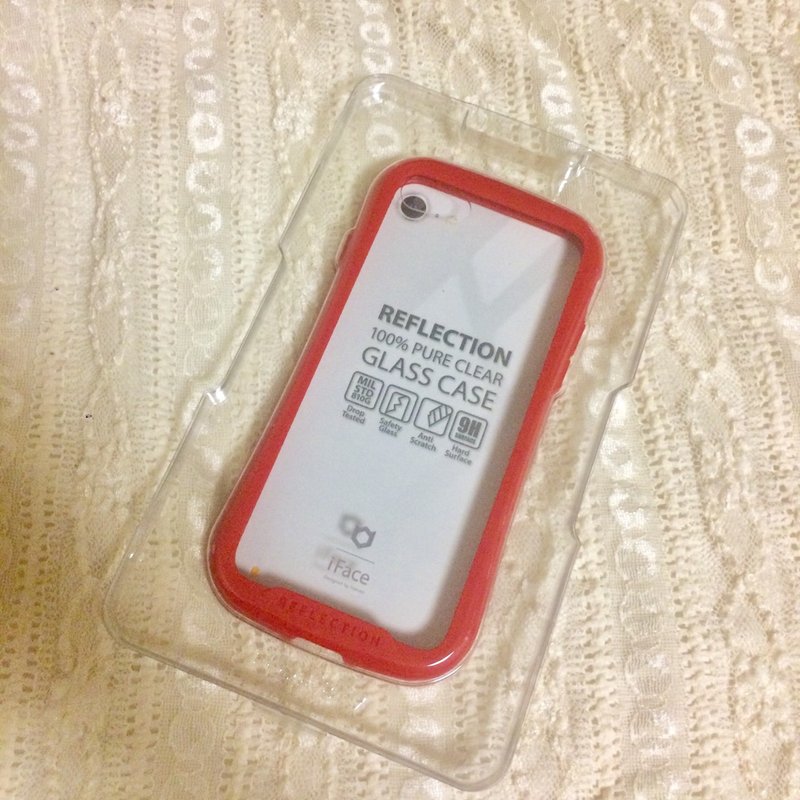 REFLECTION
100% PURE CLEAR
GLASS CASE
MIL
STD
810G
Drop
Tested
Safety
Glass
Anti
Scratch
9H
SURFACE
Hard
Surface
iFace
REFLECTION